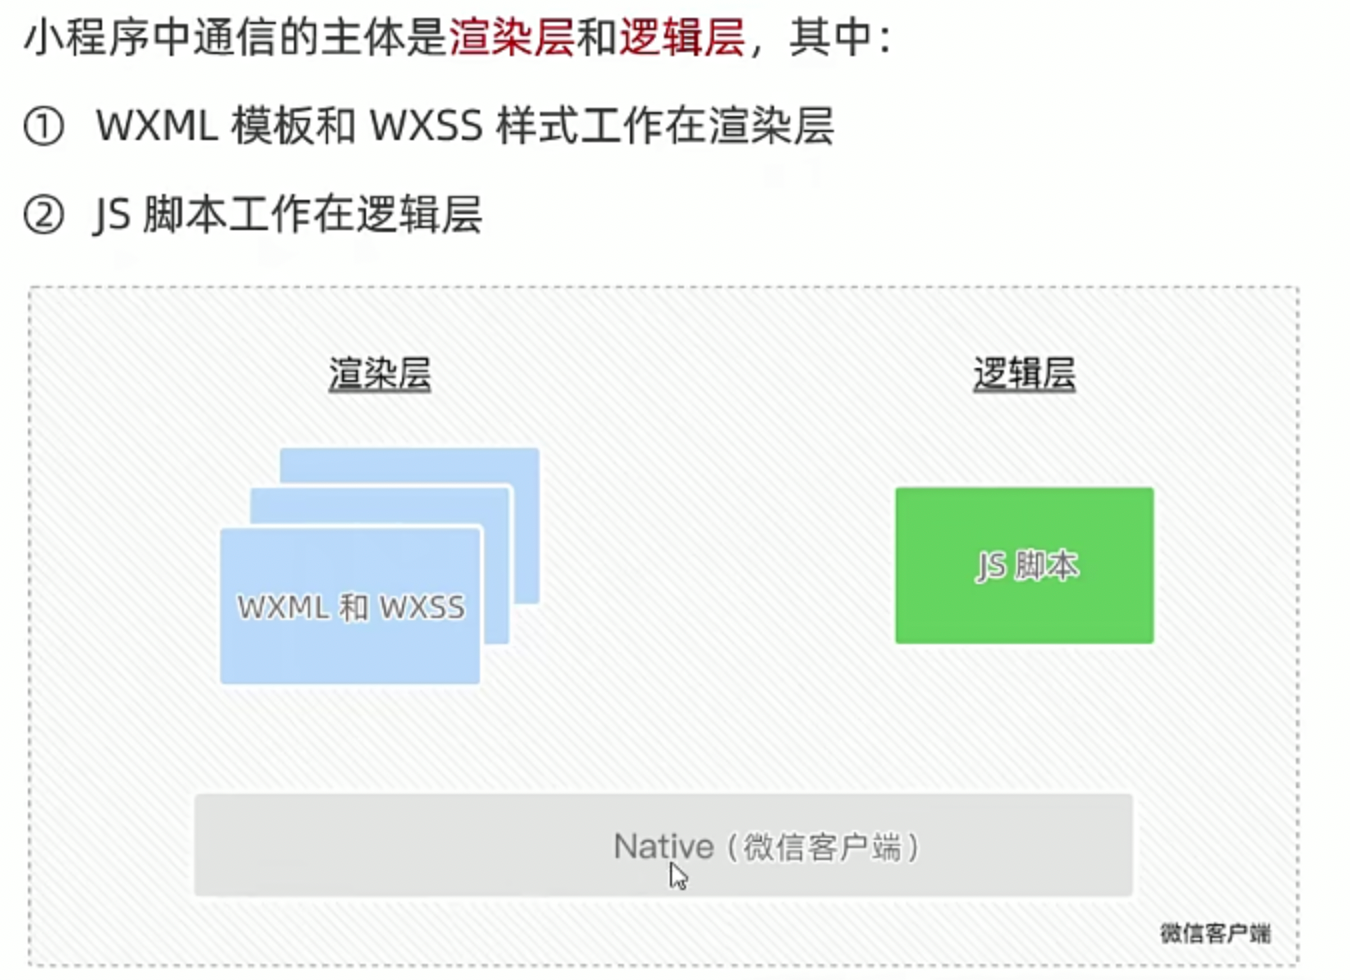 小程序中通信的主体是渲染层和逻辑层，其中：
① WXML 模板和 WXSS 样式工作在渲染层
② JS 脚本工作在逻辑层
渲染层
逻辑层
WXML 和 WXSS
JS 脚本
Native（微信客户端）
微信客户端